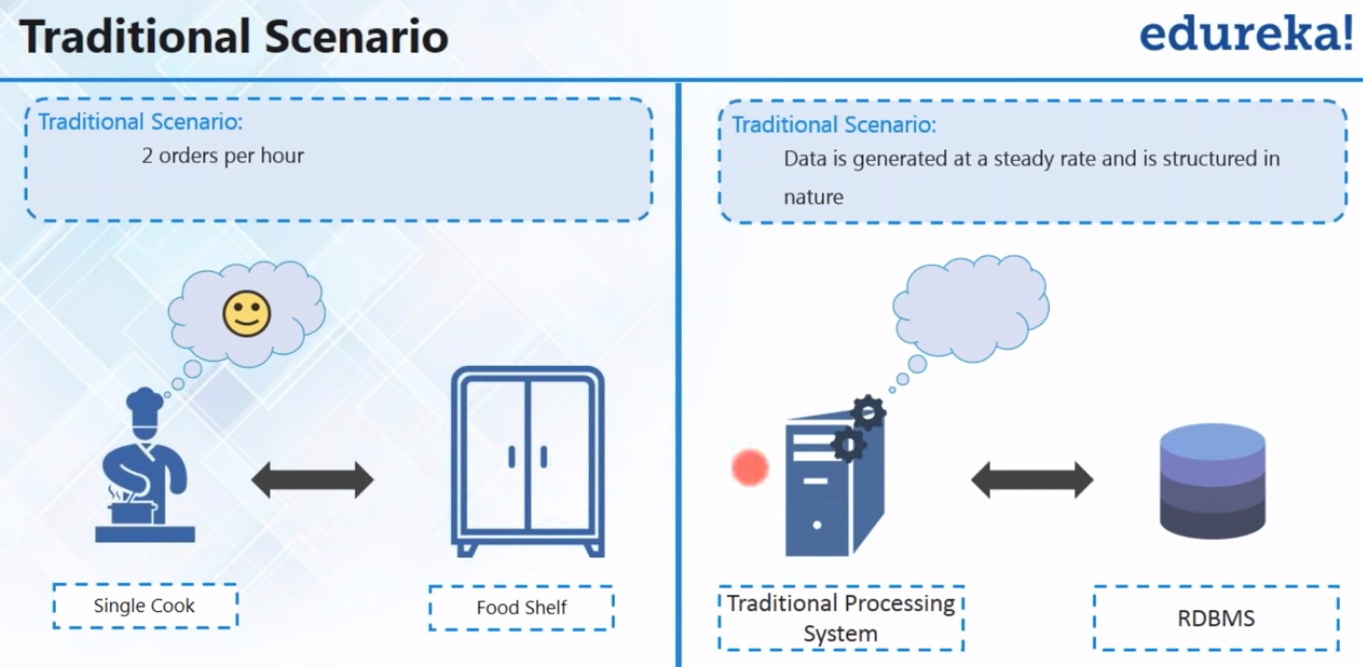 Traditional Scenario
edureka!
Traditional Scenario:
2 orders per hour
Single Cook
Food Shelf
Traditional Scenario:
Data is generated at a steady rate and is structured in
nature
Traditional Processing
System
RDBMS